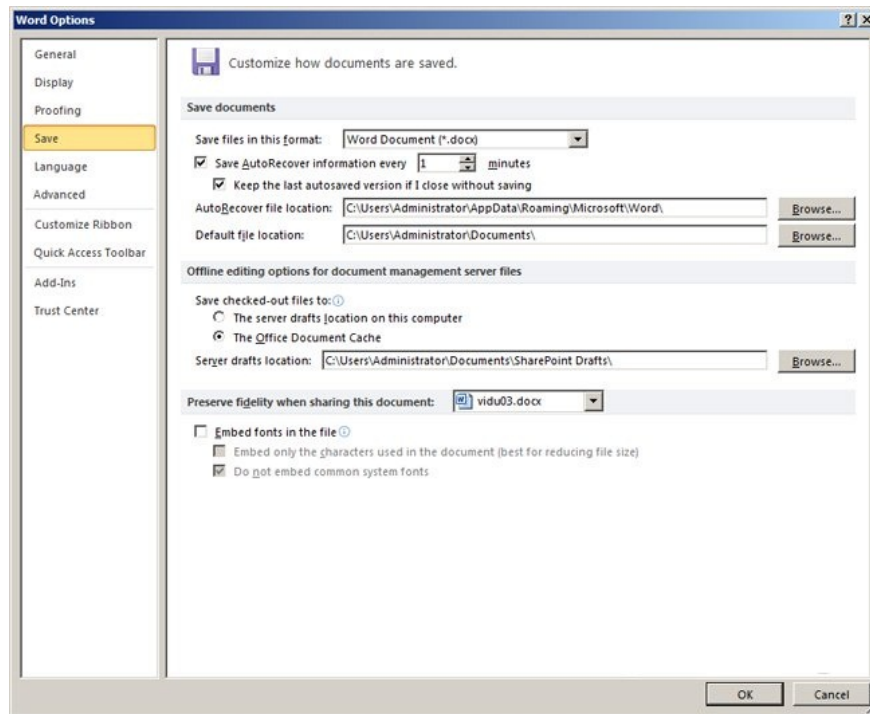 Word Options
General
Display
Proofing
Save
Language
Advanced
Customize Ribbon
Quick Access Toolbar
Add-Ins
Trust Center
Customize how documents are saved.
Save documents
Save files in this format: Word Document (*.docx)
Save AutoRecover information every 1 minutes
Keep the last autosaved version if I close without saving
AutoRecover file location: C:\Users\Administrator\AppData\Roaming\Microsoft\Word\ Browse...
Default file location: C:\Users\Administrator\Documents\ Browse...
Offline editing options for document management server files
Save checked-out files to:
The server drafts location on this computer
The Office Document Cache
Server drafts location: C:\Users\Administrator\Documents\SharePoint Drafts\ Browse...
Preserve fidelity when sharing this document: vidu03.docx
Embed fonts in the file
Embed only the characters used in the document (best for reducing file size)
Do not embed common system fonts
OK Cancel